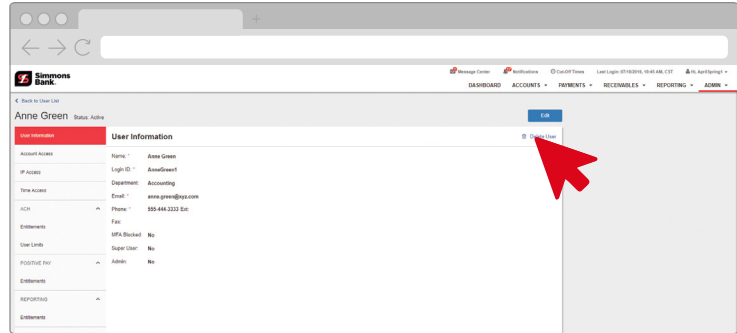 Simmons
Bank.
Message Center Notifications Cut-Off Times Last Login: 07/18/2018, 10:45 AM, CST Hi, AprilSpring1
DASHBOARD ACCOUNTS PAYMENTS RECEIVABLES REPORTING ADMIN
Back to User List
Anne Green Status: Active
Edit
User Information
User Information
Delete User
Account Access
IP Access
Time Access
ACH
Entitlements
User Limits
POSITIVE PAY
Entitlements
REPORTING
Entitlements
Name: * Anne Green
Login ID: * AnneGreen1
Department: Accounting
Email: * anne.green@xyz.com
Phone: * 555-444-3333 Ext:
Fax:
MFA Blocked: No
Super User: No
Admin: No